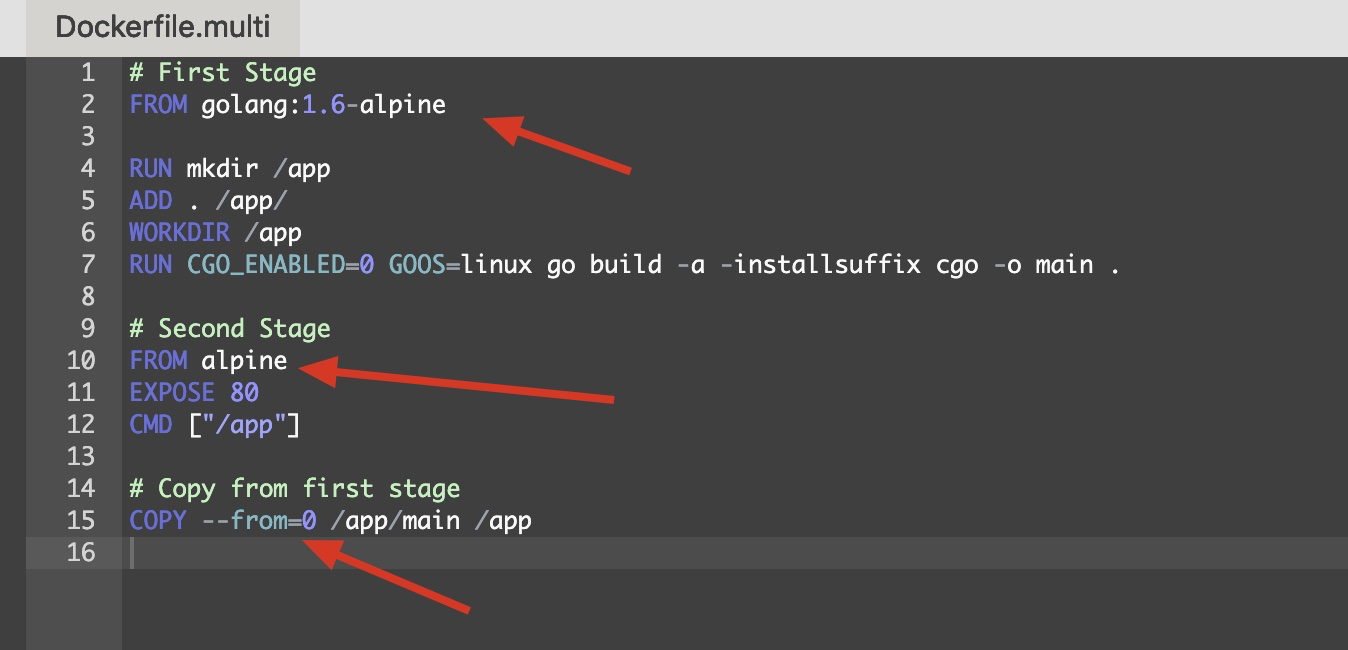 Dockerfile.multi
1 # First Stage
2 FROM golang:1.6-alpine
3
4 RUN mkdir /app
5 ADD . /app/
6 WORKDIR /app
7 RUN CGO_ENABLED=0 GOOS=linux go build -a -installsuffix cgo -o main .
8
9 # Second Stage
10 FROM alpine
11 EXPOSE 80
12 CMD ["/app"]
13
14 # Copy from first stage
15 COPY --from=0 /app/main /app
16